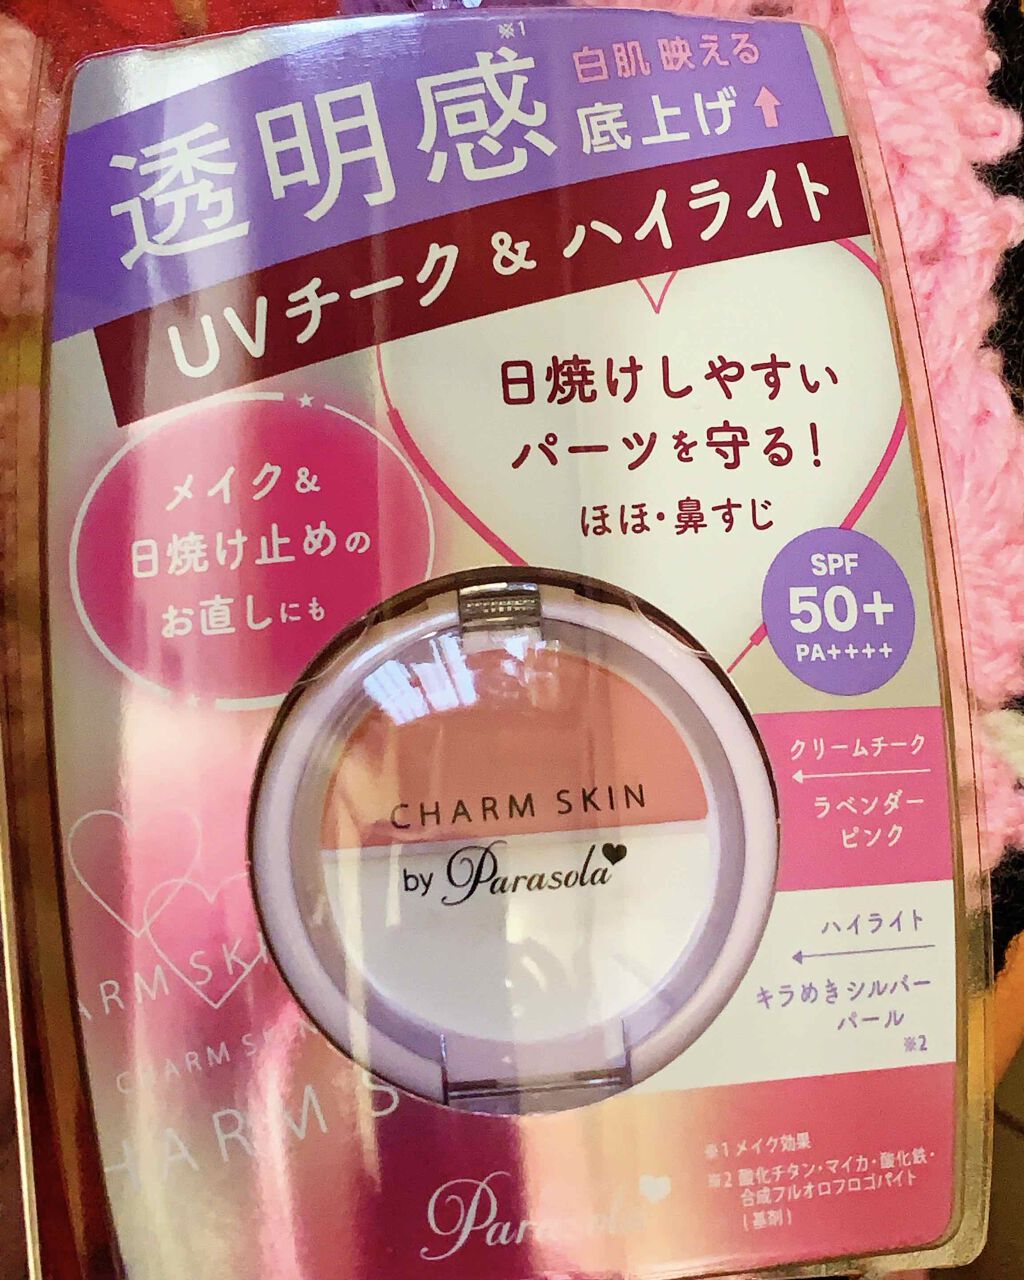 ※1
透明感
白肌 映える
底上げ↑
UVチーク & ハイライト
日焼けしやすい
パーツを守る!
ほほ・鼻すじ
メイク&
日焼け止めの
お直しにも
SPF
50+
PA++++
CHARM SKIN
by Parasola
クリームチーク
ラベンダー
ピンク
ハイライト
キラめきシルバー
パール
※2
ARM SKIN
CHARM SKIN
HARM S
Parasola
※1 メイク効果
※2 酸化チタン・マイカ・酸化鉄・
合成フルオロフロゴパイト
(基剤)